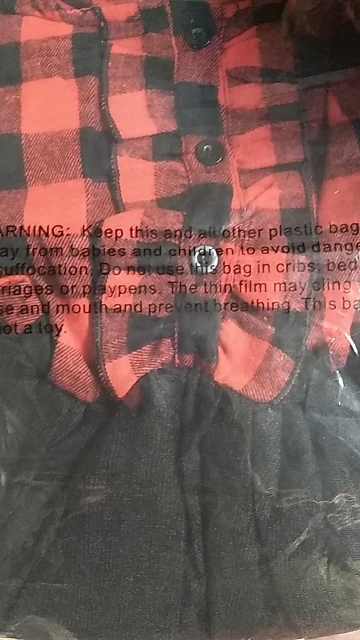 ARNING: Keep this and all other plastic bag
ay from babies and children to avoid dange
suffocation. Do not use this bag in cribs, bed
riages or playpens. The thin film may cling
se and mouth and prevent breathing. This ba
not a toy.